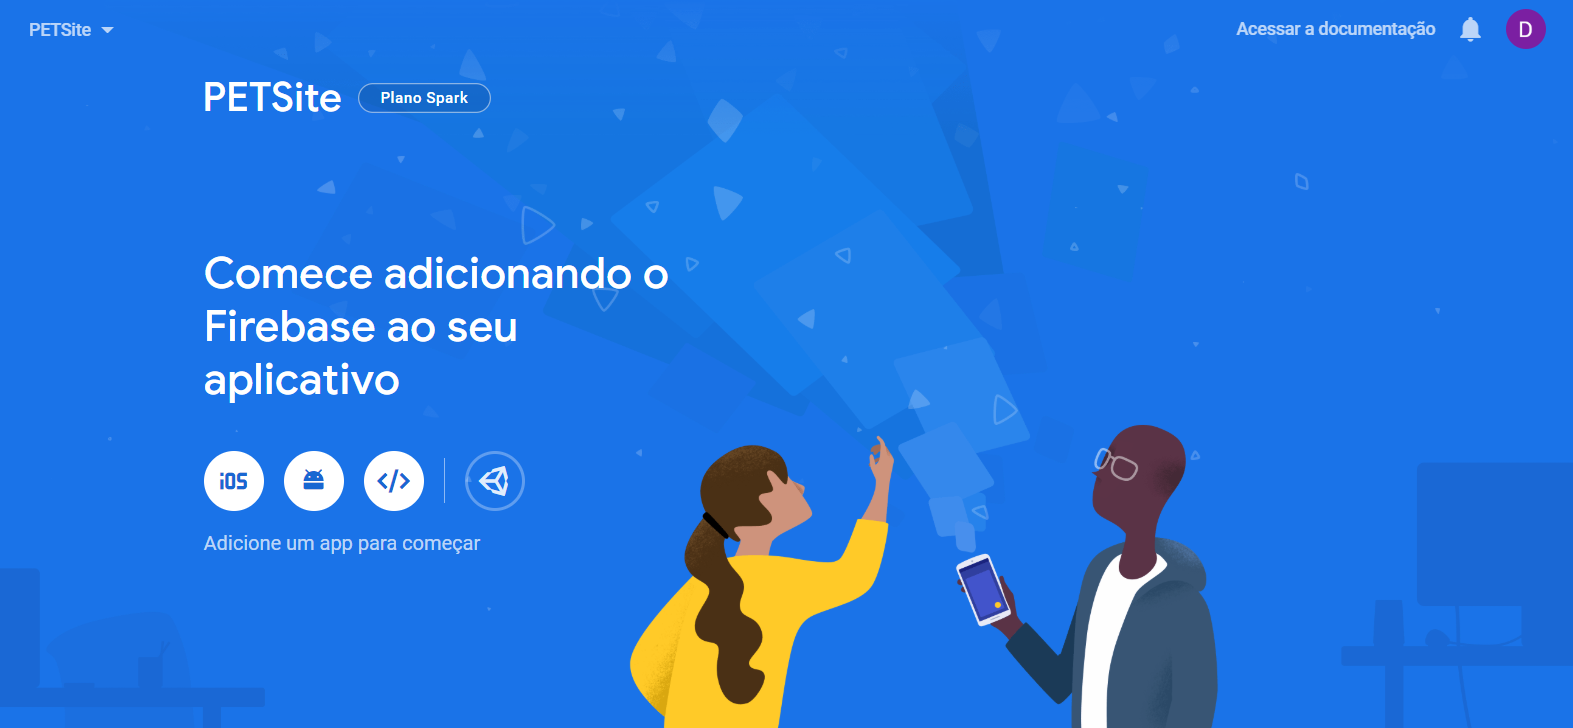 PETSite
Acessar a documentação
D
PETSite
Plano Spark
Comece adicionando o
Firebase ao seu
aplicativo
iOS
</>
Adicione um app para começar